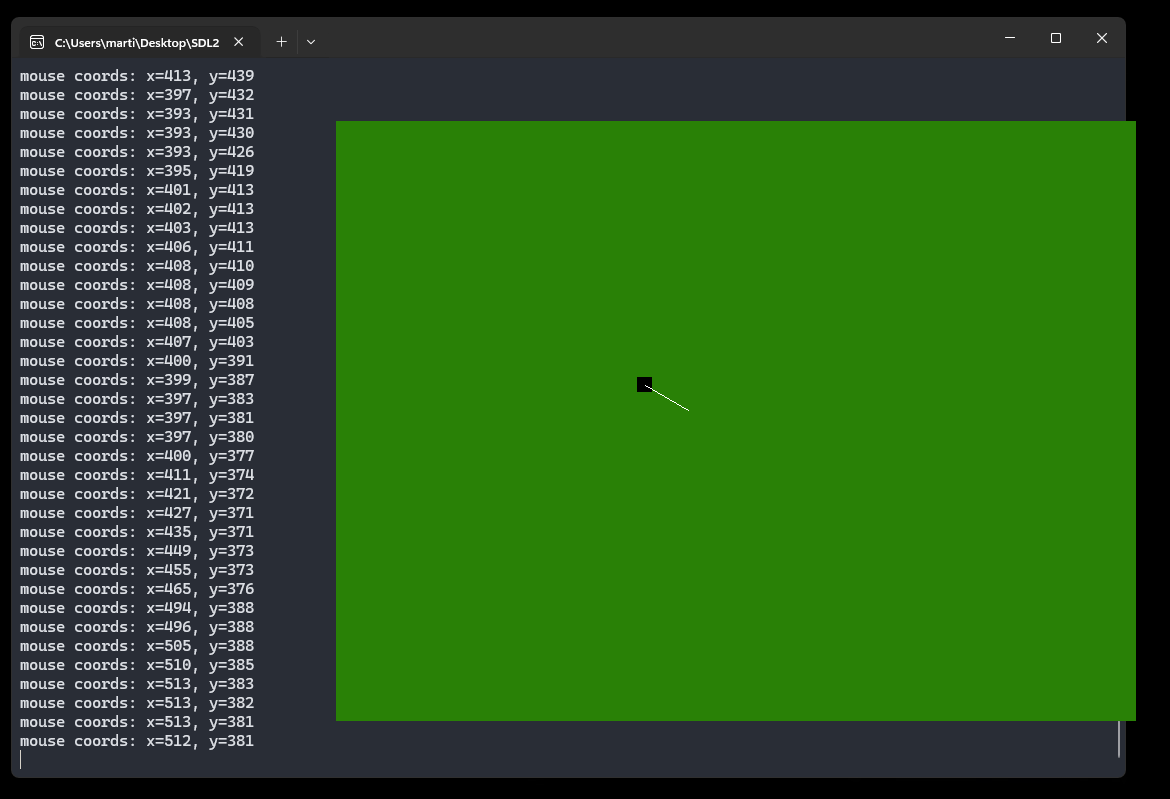 C:\Users\marti\Desktop\SDL2
mouse coords: x=413, y=439
mouse coords: x=397, y=432
mouse coords: x=393, y=431
mouse coords: x=393, y=430
mouse coords: x=393, y=426
mouse coords: x=395, y=419
mouse coords: x=401, y=413
mouse coords: x=402, y=413
mouse coords: x=403, y=413
mouse coords: x=406, y=411
mouse coords: x=408, y=410
mouse coords: x=408, y=409
mouse coords: x=408, y=408
mouse coords: x=408, y=405
mouse coords: x=407, y=403
mouse coords: x=400, y=391
mouse coords: x=399, y=387
mouse coords: x=397, y=383
mouse coords: x=397, y=381
mouse coords: x=397, y=380
mouse coords: x=400, y=377
mouse coords: x=411, y=374
mouse coords: x=421, y=372
mouse coords: x=427, y=371
mouse coords: x=435, y=371
mouse coords: x=449, y=373
mouse coords: x=455, y=373
mouse coords: x=465, y=376
mouse coords: x=494, y=388
mouse coords: x=496, y=388
mouse coords: x=505, y=388
mouse coords: x=510, y=385
mouse coords: x=513, y=383
mouse coords: x=513, y=382
mouse coords: x=513, y=381
mouse coords: x=512, y=381